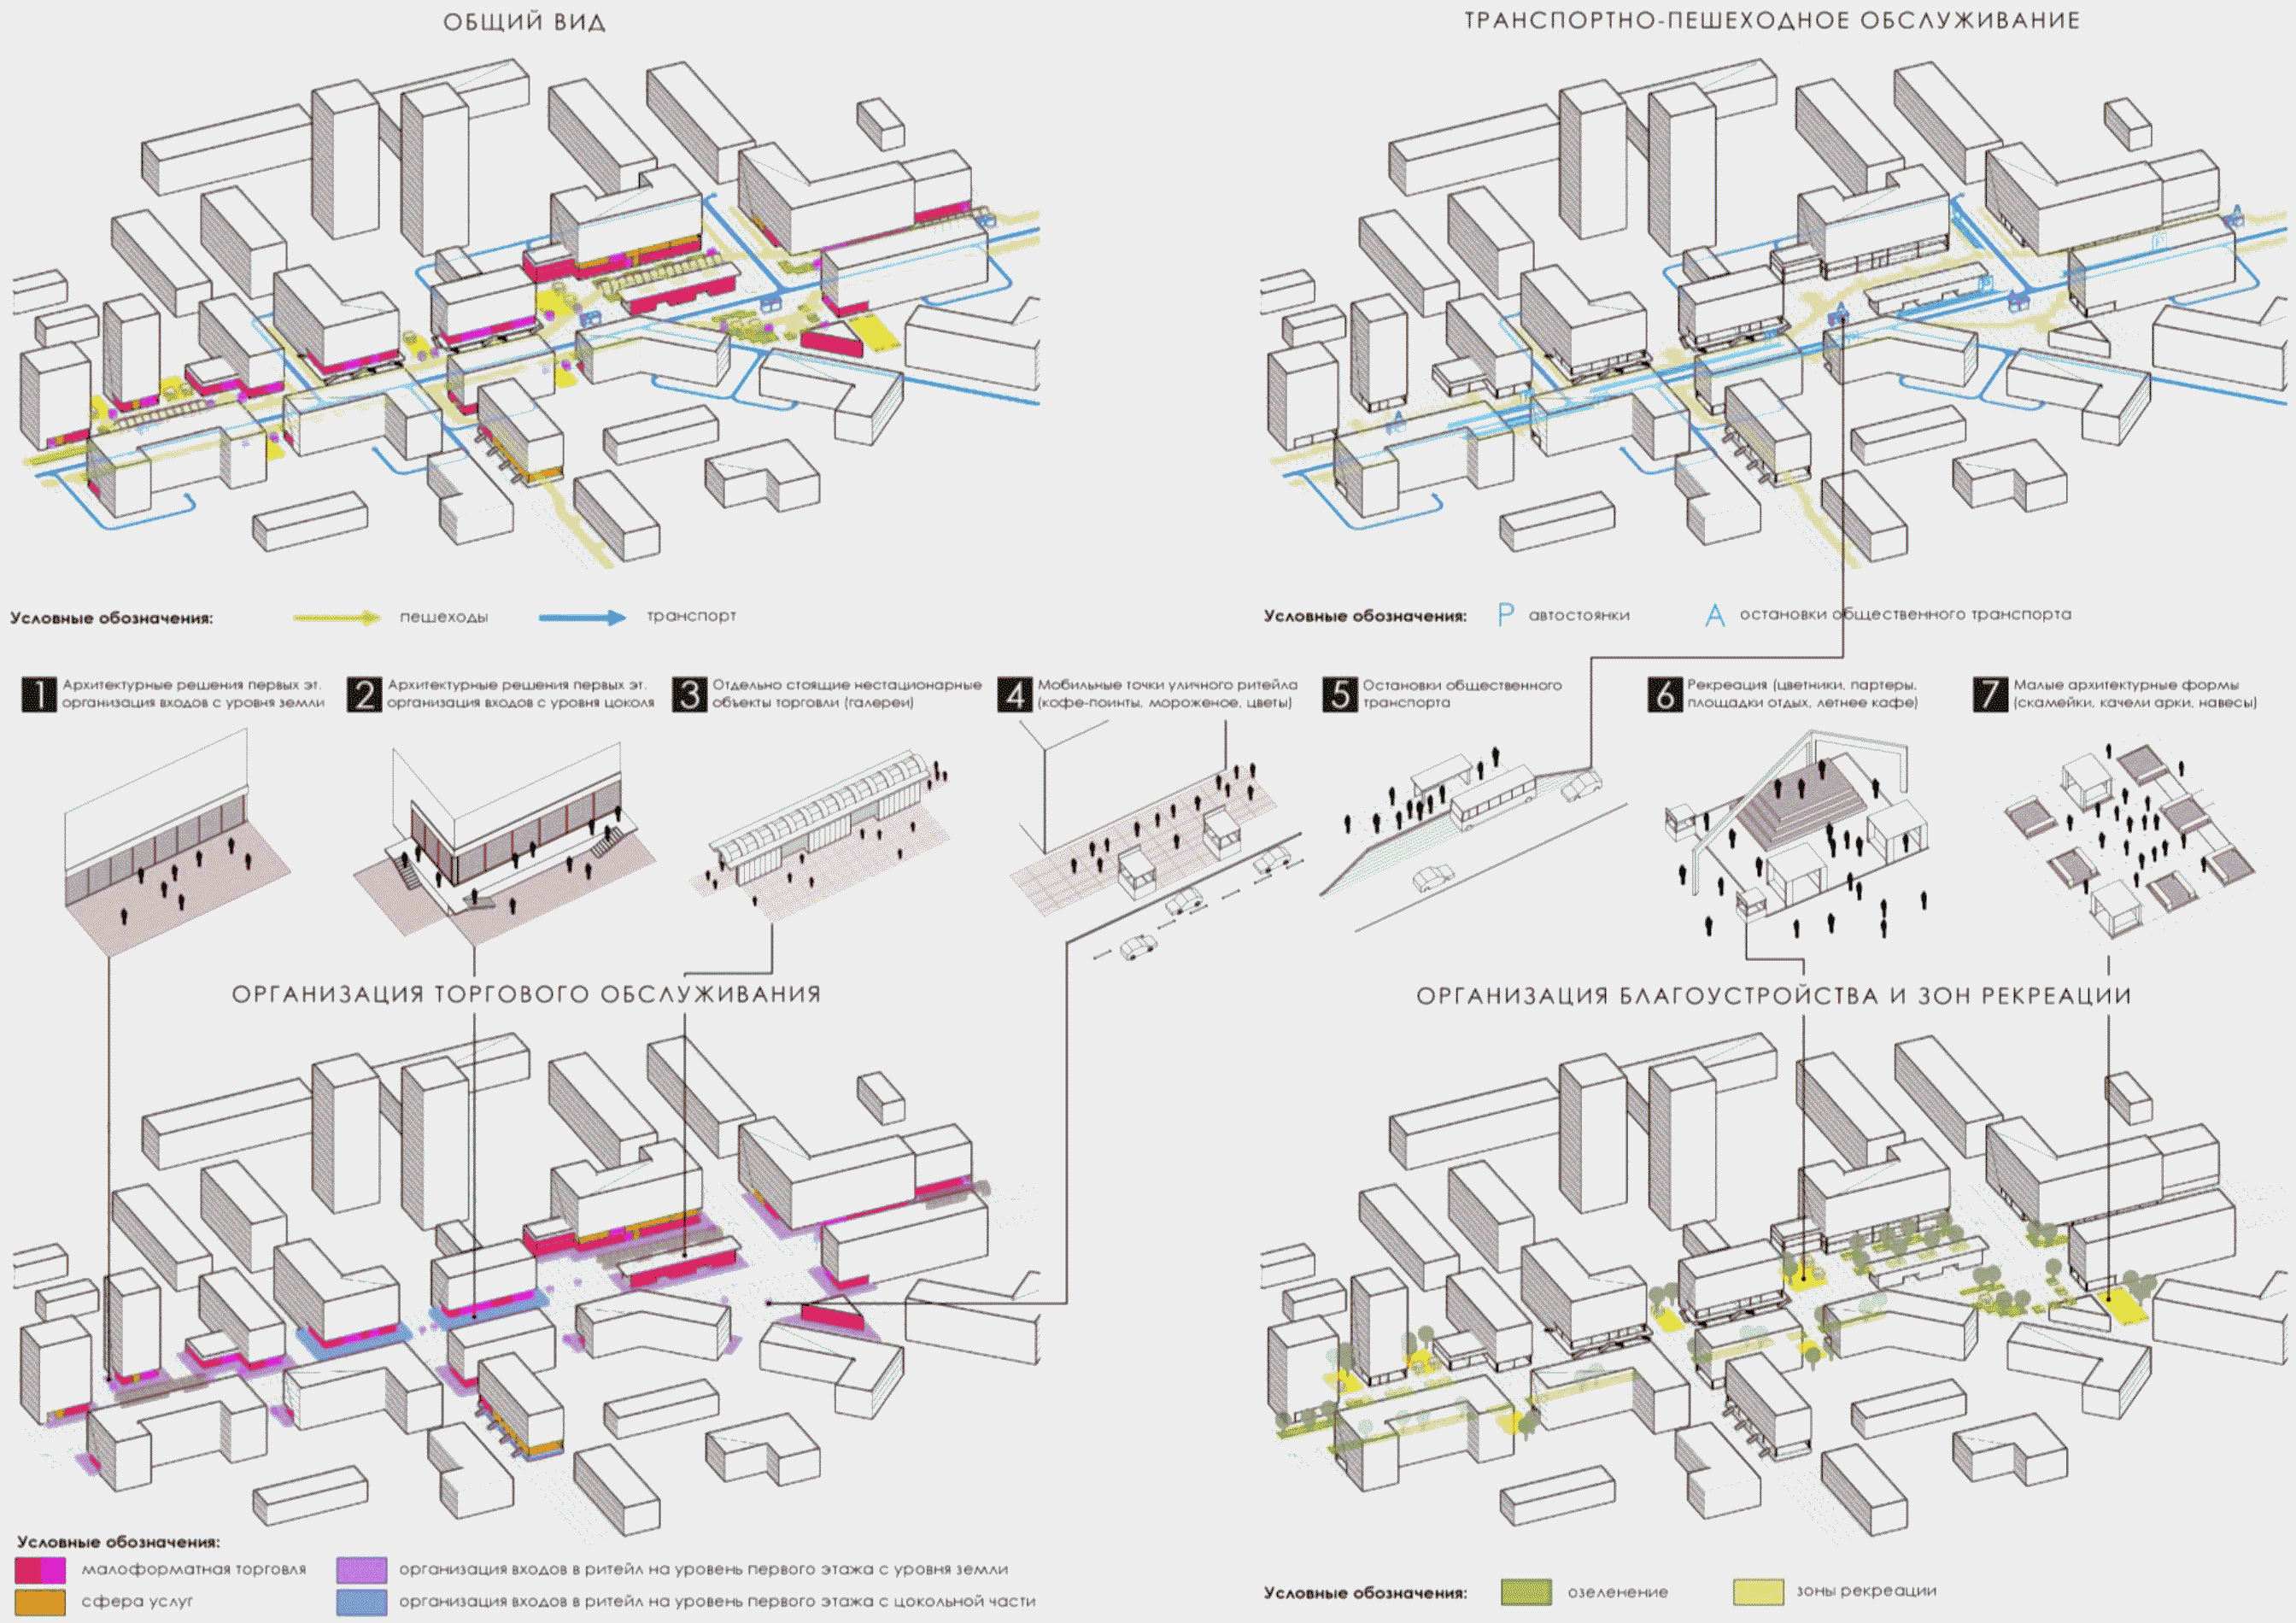 ОБЩИЙ ВИД
ТРАНСПОРТНО-ПЕШЕХОДНОЕ ОБСЛУЖИВАНИЕ
Условные обозначения:
пешеходы
транспорт
Условные обозначения:
P автостоянки
A остановки общественного транспорта
1 Архитектурные решения первых эт.
организация входов с уровня земли
2 Архитектурные решения первых эт.
организация входов с уровня цоколя
3 Отдельно стоящие нестационарные
объекты торговли (галереи)
4 Мобильные точки уличного ритейла
(кофе-поинты, мороженое, цветы)
5 Остановки общественного
транспорта
6 Рекреация (цветники, партеры,
площадки отдых, летнее кафе)
7 Малые архитектурные формы
(скамейки, качели арки, навесы)
ОРГАНИЗАЦИЯ ТОРГОВОГО ОБСЛУЖИВАНИЯ
ОРГАНИЗАЦИЯ БЛАГОУСТРОЙСТВА И ЗОН РЕКРЕАЦИИ
Условные обозначения:
малоформатная торговля
организация входов в ритейл на уровень первого этажа с уровня земли
сфера услуг
организация входов в ритейл на уровень первого этажа с цокольной части
Условные обозначения:
озеленение
зоны рекреации